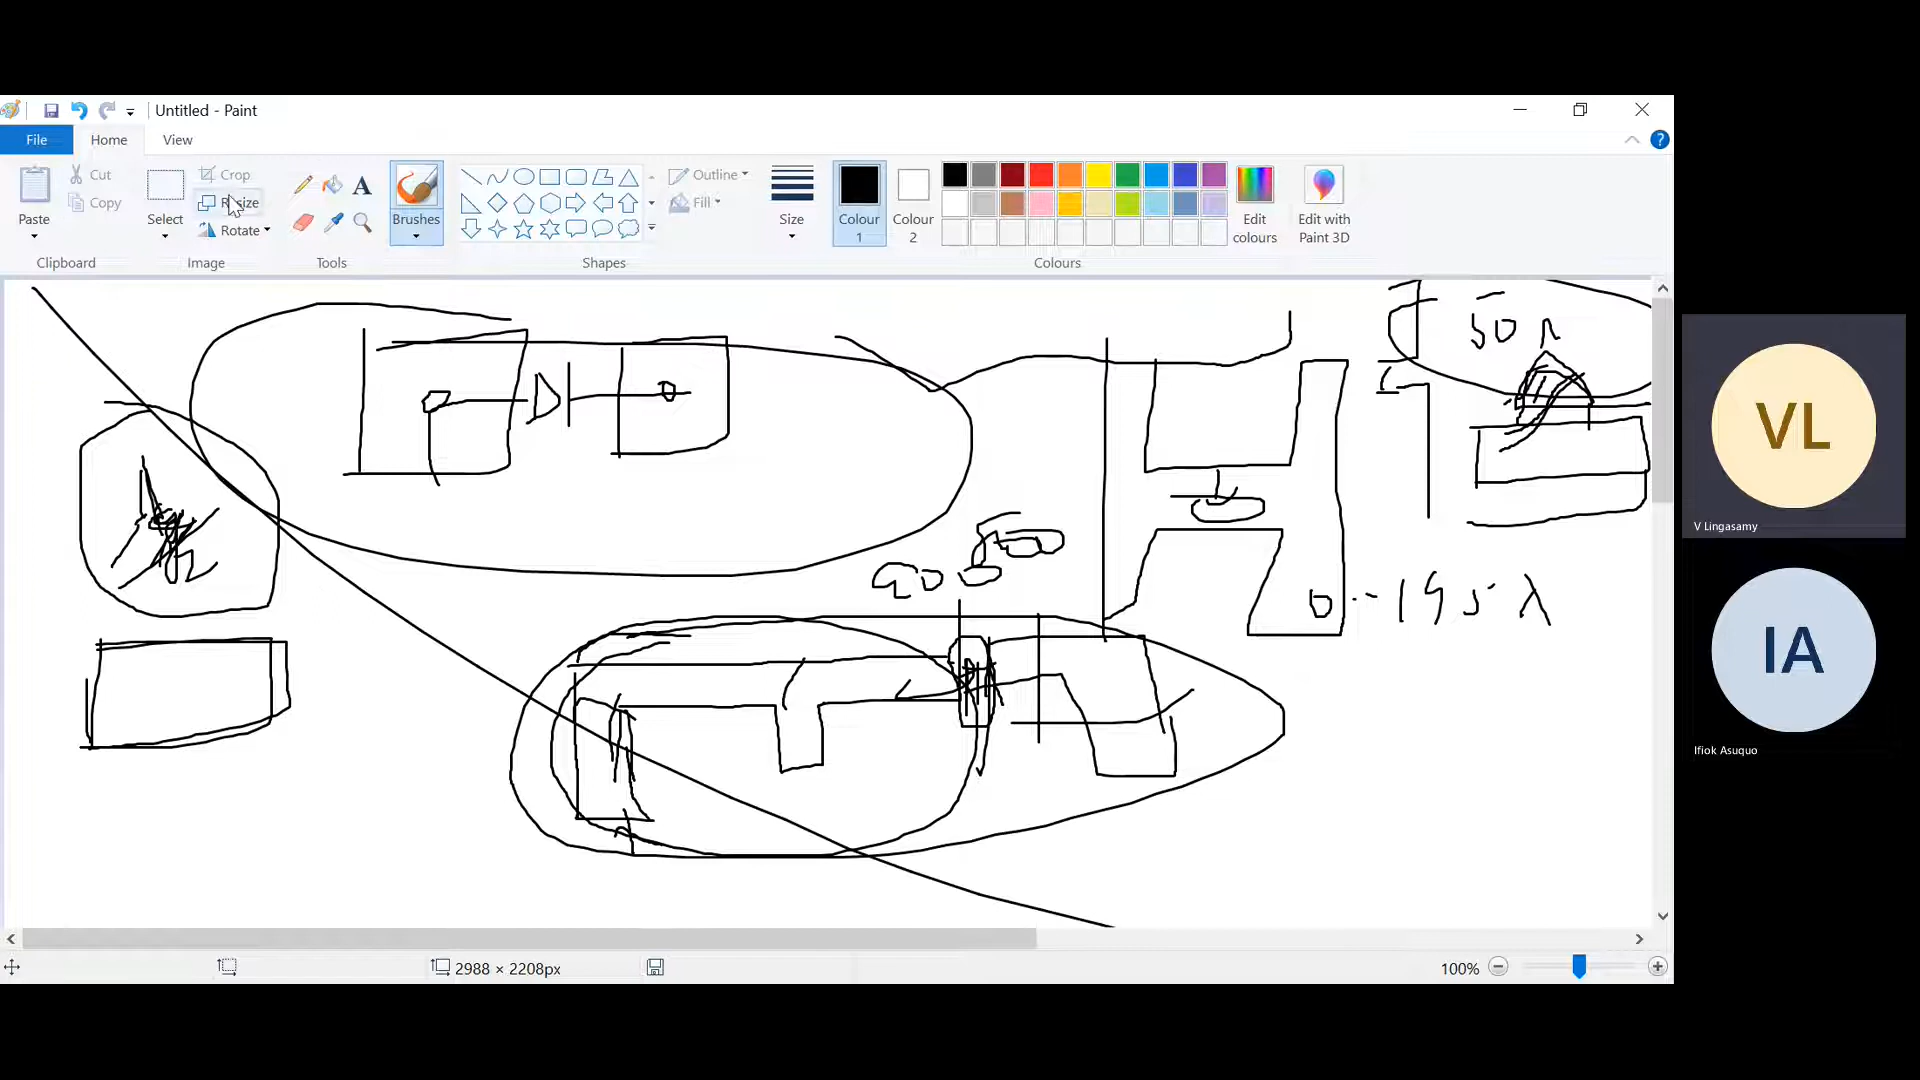 Untitled - Paint
File Home View
Paste
Cut
Copy
Clipboard
Select
Crop
Resize
Rotate
Image
A
Tools
Brushes
Shapes
Outline
Fill
Size
Colour 1
Colour 2
Edit colours
Edit with Paint 3D
Colours
50
0.195 λ
90
2988 × 2208px
100%
VL
V Lingasamy
IA
Ifiok Asuquo